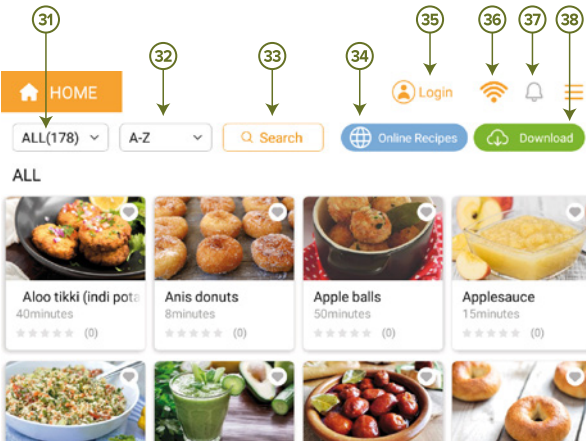 31 32 33 34 35 36 37 38
HOME
Login
ALL(178) A-Z Search Online Recipes Download
ALL
Aloo tikki (indi pota Anis donuts Apple balls Applesauce
40minutes 8minutes 50minutes 15minutes
(0) (0) (0) (0)